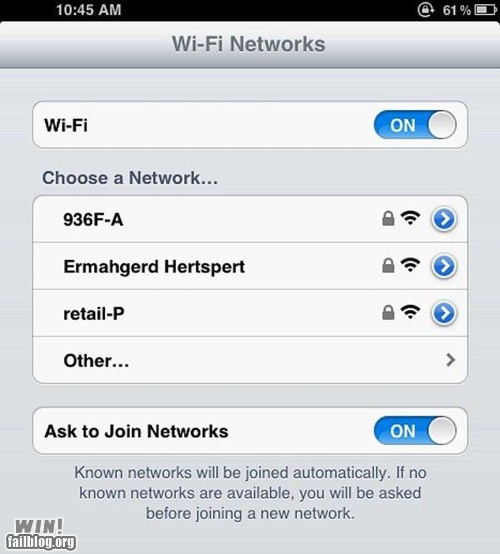 10:45 AM 61%
Wi-Fi Networks
Wi-Fi ON
Choose a Network...
936F-A
Ermahgerd Hertspert
retail-P
Other...
Ask to Join Networks ON
Known networks will be joined automatically. If no
known networks are available, you will be asked
before joining a new network.
WIN!
failblog.org